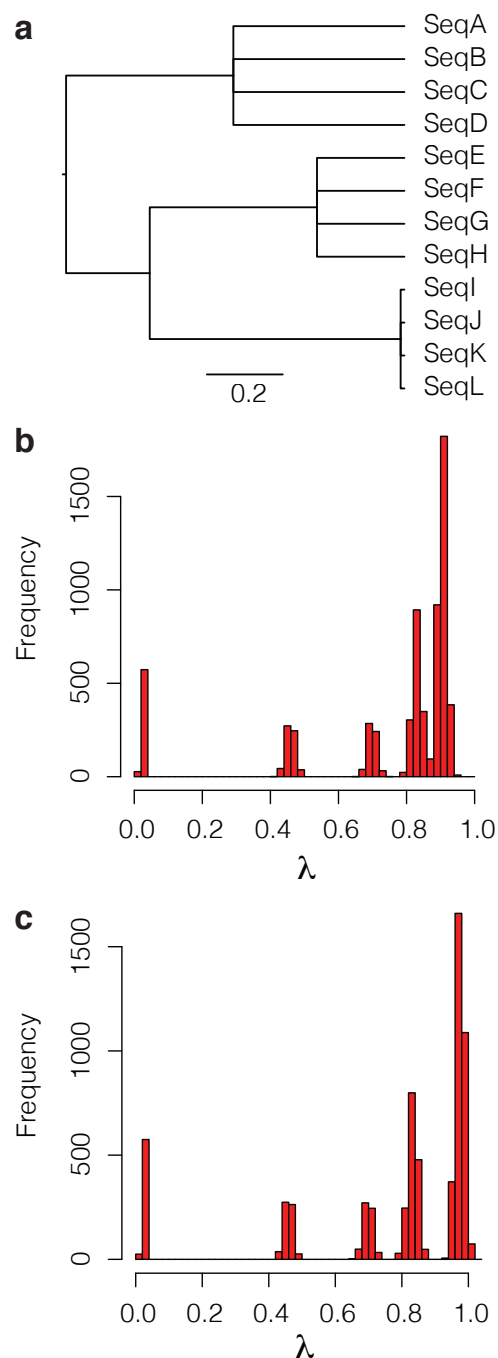 a
SeqA
SeqB
SeqC
SeqD
SeqE
SeqF
SeqG
SeqH
SeqI
SeqJ
SeqK
SeqL
0.2
b
Frequency
1500
1000
500
0
0.0 0.2 0.4 0.6 0.8 1.0
λ
c
Frequency
1500
1000
500
0
0.0 0.2 0.4 0.6 0.8 1.0
λ